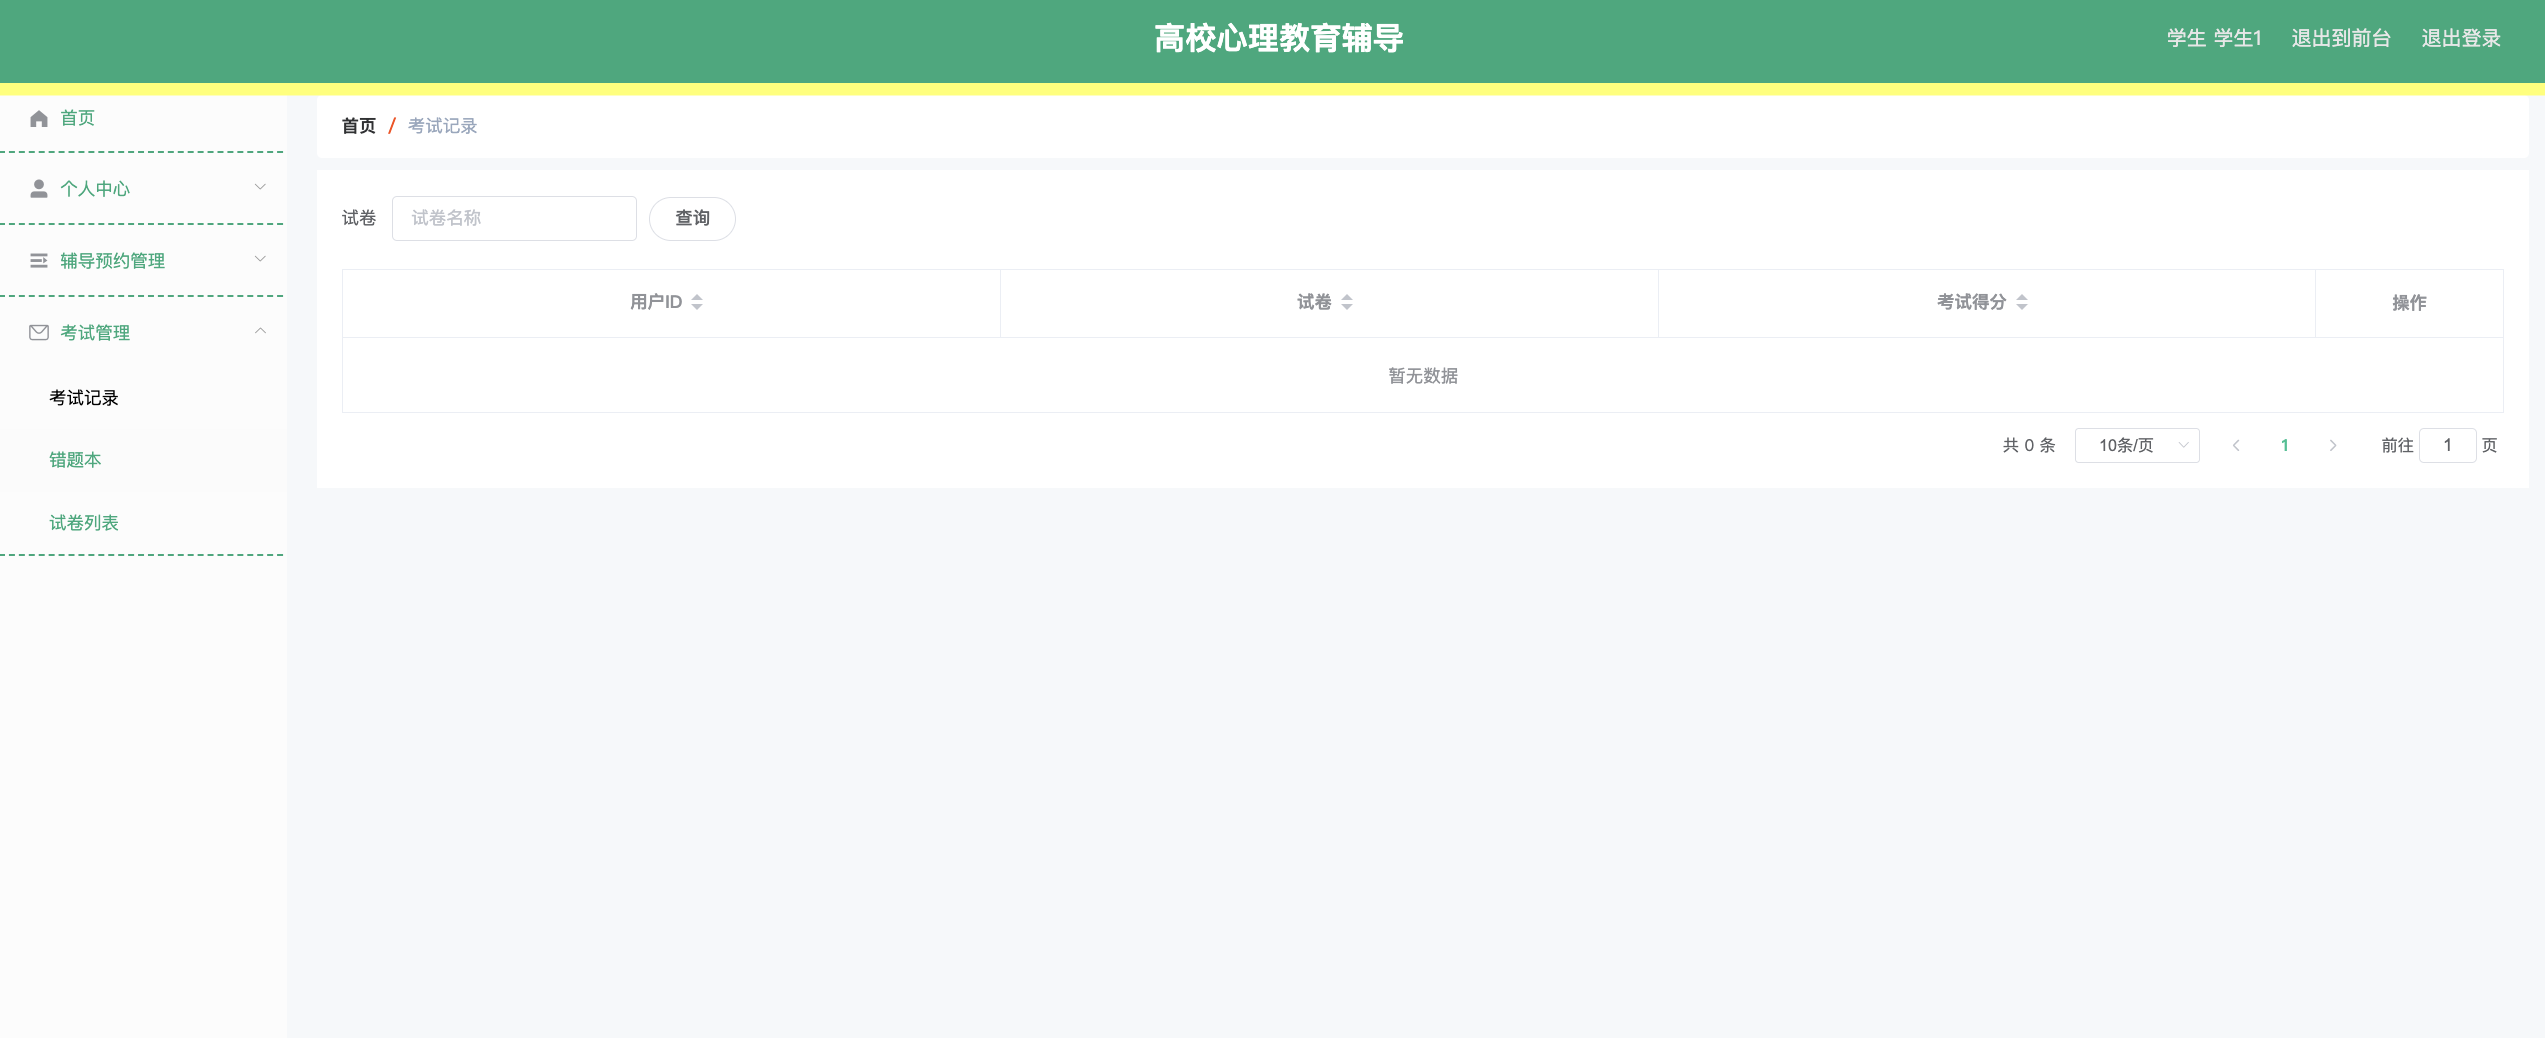 高校心理教育辅导
学生 学生1 退出到前台 退出登录
首页
个人中心
辅导预约管理
考试管理
考试记录
错题本
试卷列表
首页 / 考试记录
试卷 试卷名称 查询
用户ID 试卷 考试得分 操作
暂无数据
共 0 条 10条/页 1 前往 1 页